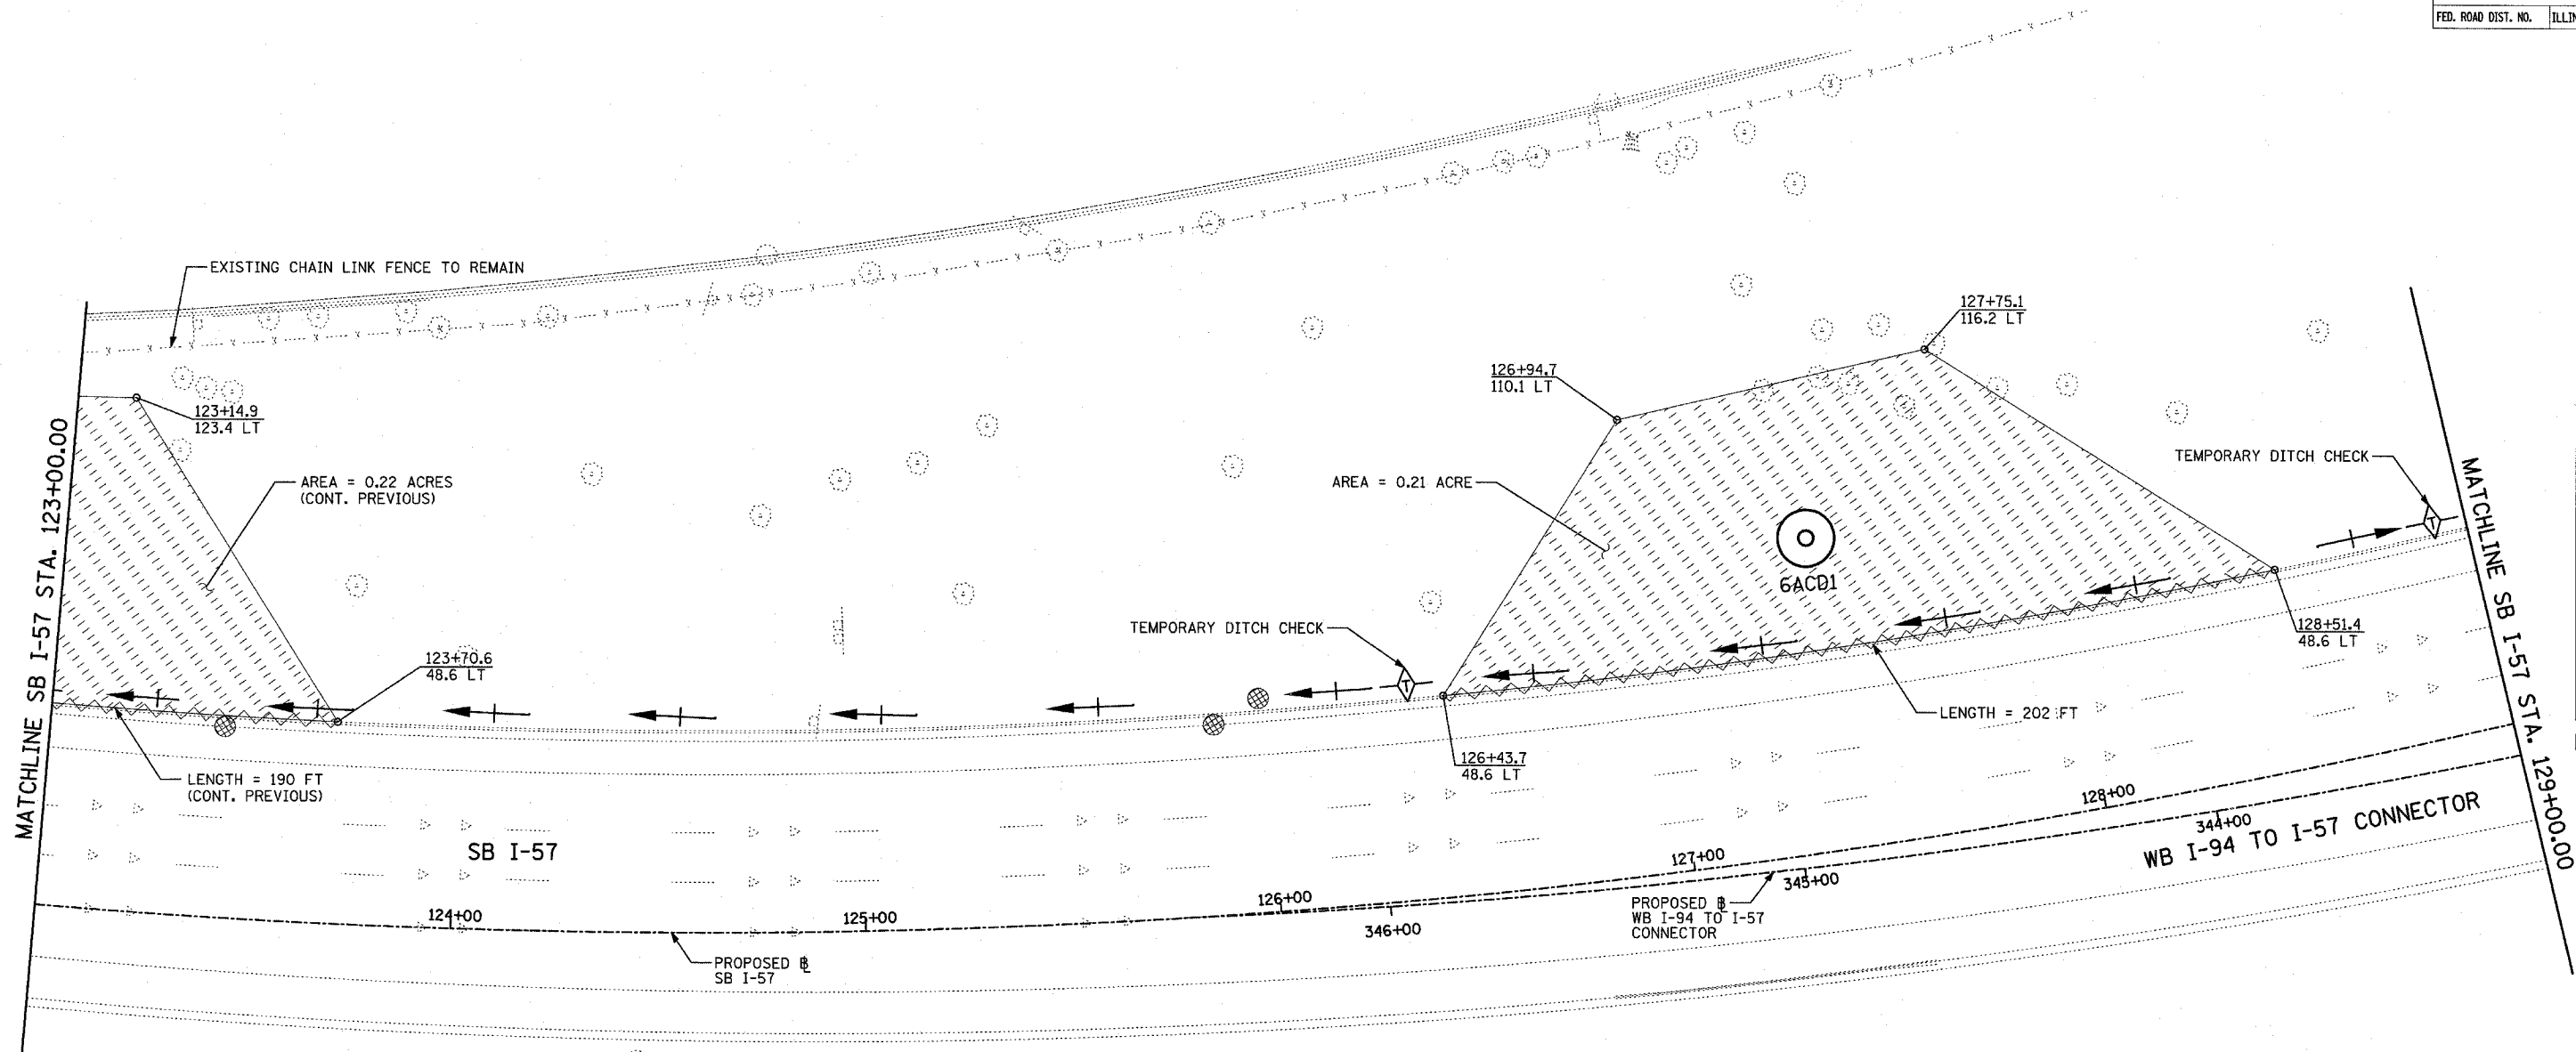 FED. ROAD DIST. NO.
EXISTING CHAIN LINK FENCE TO REMAIN
127+75.1
116.2 LT
126+94.7
110.1 LT
123+14.9
123.4 LT
MATCHLINE SB I-57 STA. 123+00.00
AREA = 0.22 ACRES
(CONT. PREVIOUS)
AREA = 0.21 ACRE
TEMPORARY DITCH CHECK
T
MATCHLINE SB I-57 STA. 129+00.00
6ACD1
TEMPORARY DITCH CHECK
T
128+51.4
48.6 LT
123+70.6
48.6 LT
LENGTH = 202 FT
126+43.7
48.6 LT
LENGTH = 190 FT
(CONT. PREVIOUS)
SB I-57
128+00
344+00
WB I-94 TO I-57 CONNECTOR
127+00
345+00
126+00
346+00
124+00
125+00
PROPOSED B
WB I-94 TO I-57
CONNECTOR
PROPOSED B
SB I-57